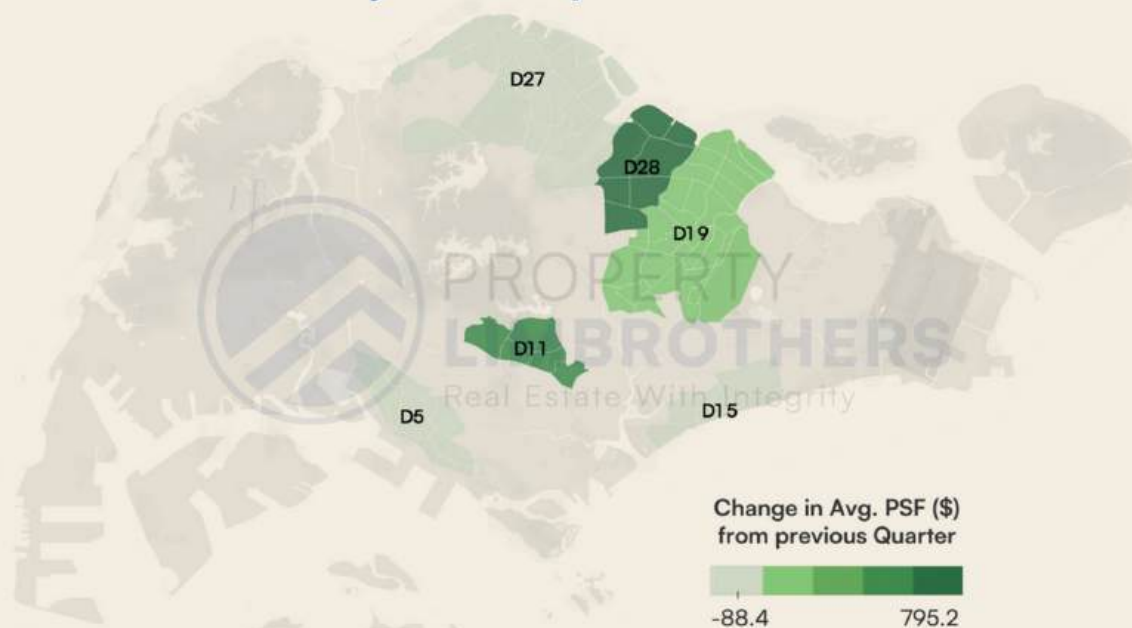 D27
D28
D19
PROPERTY
D11
LIMBROTHERS
Real Estate With Integrity
D5
D15
Change in Avg. PSF ($)
from previous Quarter
-88.4 795.2